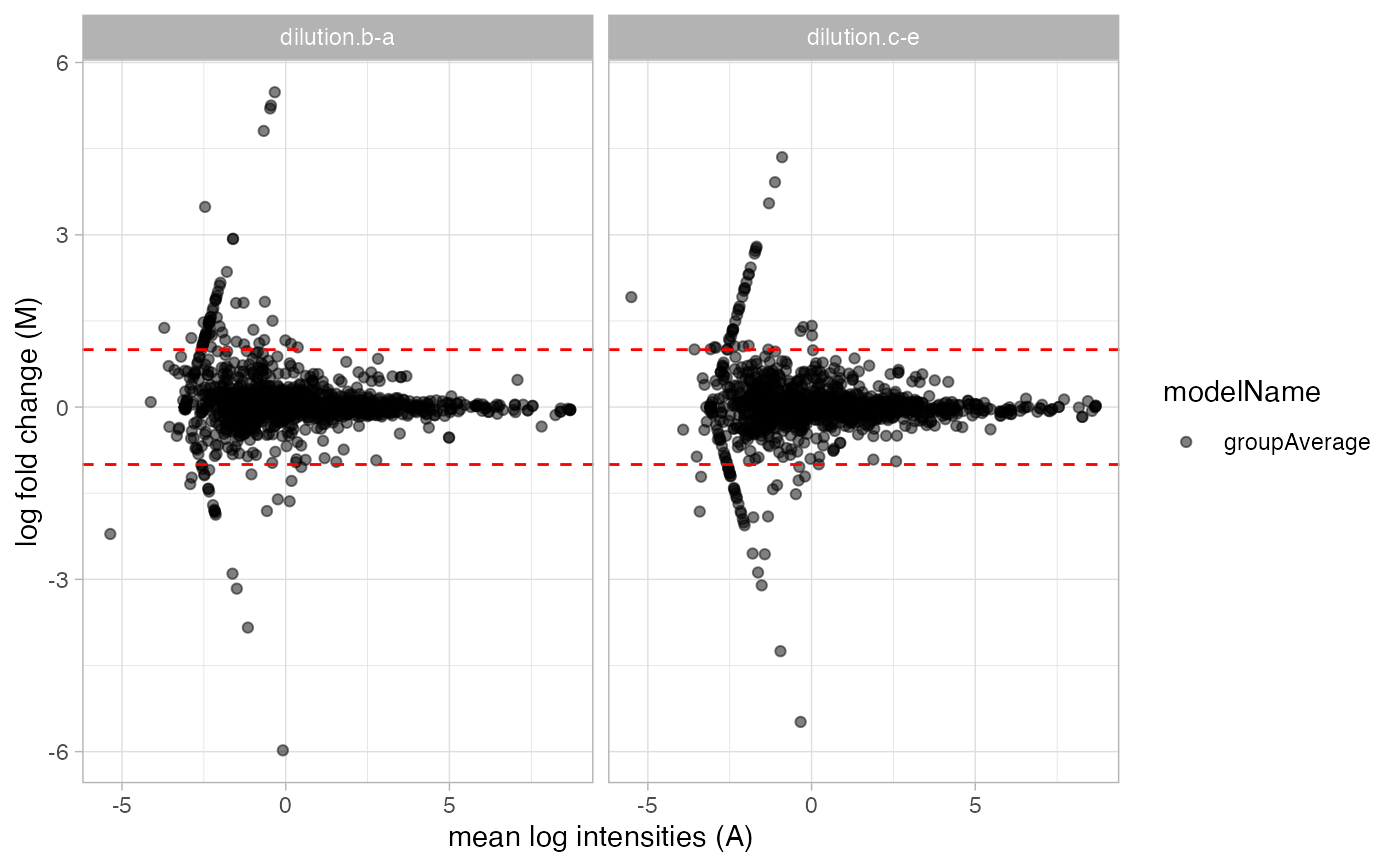 dilution.b-a
dilution.c-e
6
3
0
-3
-6
log fold change (M)
-5
0
5
-5
0
5
mean log intensities (A)
modelName
groupAverage